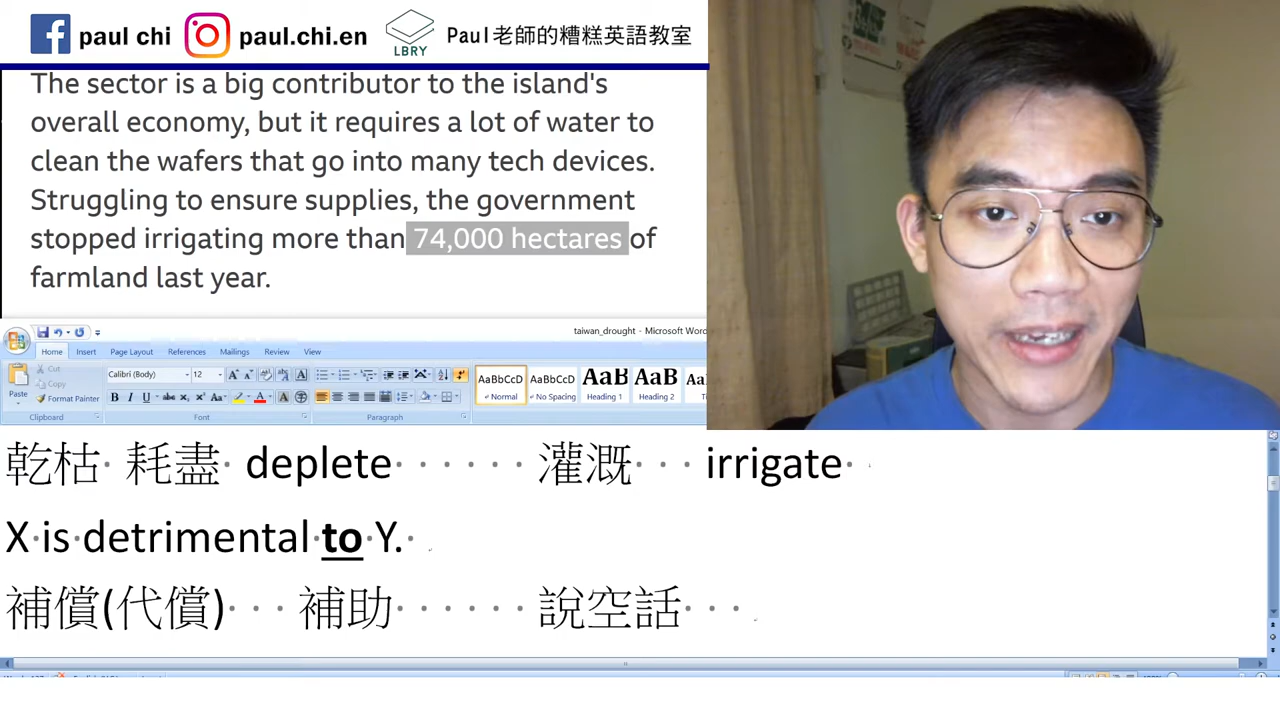 paul chi paul.chi.en LBRY Paul老師的糟糕英語教室
The sector is a big contributor to the island's
overall economy, but it requires a lot of water to
clean the wafers that go into many tech devices.
Struggling to ensure supplies, the government
stopped irrigating more than 74,000 hectares of
farmland last year.
taiwan_drought - Microsoft Word
Home Insert Page Layout References Mailings Review View
Paste Cut Copy Format Painter
Calibri (Body) 12
AaBbCcD AaBbCcD AaB AaB
Normal No Spacing Heading 1 Heading 2
Clipboard Font Paragraph
乾枯 耗盡 deplete 灌溉 irrigate
X is detrimental to Y.
補償(代償) 補助 說空話